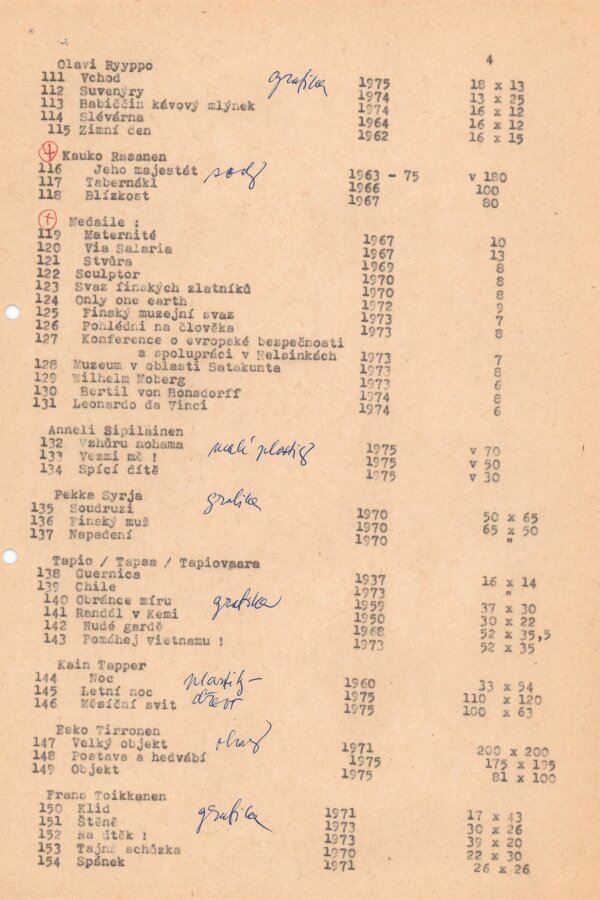 4
Olavi Ryyppo
111 Vchod grafika 1975 18 x 13
112 Suvenýry 1974 13 x 25
113 Babiččin kávový mlýnek 1974 16 x 12
114 Slévárna 1964 16 x 12
115 Zimní den 1962 16 x 15
Kauko Rasanen
116 Jeho majestát sochy 1963 - 75 v 180
117 Tabernákl 1966 100
118 Blízkost 1967 80
Medaile :
119 Maternité 1967 10
120 Via Salaria 1967 13
121 Stvůra 1969 8
122 Sculptor 1970 8
123 Svaz finských zlatníků 1970 8
124 Only one earth 1972 9
125 Finský muzejní svaz 1973 7
126 Pohlédni na člověka 1973 8
127 Konference o evropské bezpečnosti
a spolupráci v Helsinkách 1973 7
128 Muzeum v oblasti Satakunta 1973 8
129 Wilhelm Moberg 1973 6
130 Bertil von Bonsdorff 1974 8
131 Leonardo da Vinci 1974 6
Anneli Sipilainen
132 Vzhůru nohama malé plastiky 1975 v 70
133 Vezmi mě ! 1975 v 50
134 Spící dítě 1975 v 30
Pekka Syrja grafika
135 Soudruzi 1970 50 x 65
136 Finský muž 1970 65 x 50
137 Napadení 1970 "
Tapio / Tapsa / Tapiovaara
138 Guernica 1937 16 x 14
139 Chile 1973 "
140 Obránce míru grafika 1959 37 x 30
141 Randál v Kemi 1950 30 x 22
142 Rudé gardě 1968 52 x 35,5
143 Pomáhej vietnamu ! 1973 52 x 35
Kain Tapper
144 Noc plastiky- 1960 33 x 54
145 Letní noc dřevo 1975 110 x 120
146 Měsíční svit 1975 100 x 63
Esko Tirronen
147 Velký objekt obrazy 1971 200 x 200
148 Postava a hedvábí 1975 175 x 195
149 Objekt 1975 81 x 100
Frans Toikkanen
150 Klid grafika 1971 17 x 43
151 Štěně 1973 30 x 26
152 Na útěk ! 1973 39 x 20
153 Tajná schůzka 1970 22 x 30
154 Spánek 1971 26 x 26